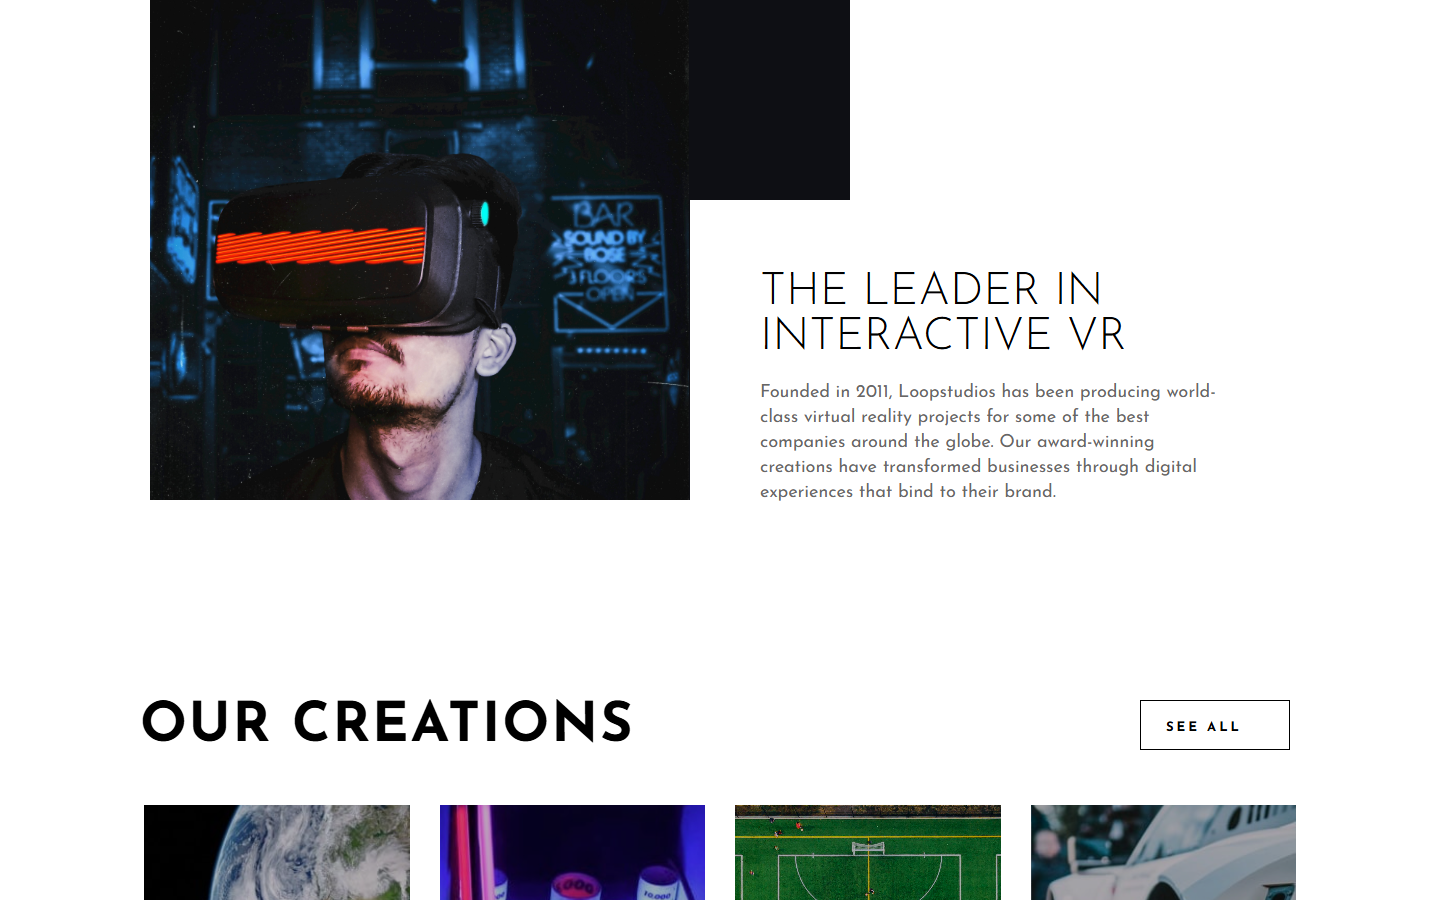 BAR
SOUND BY
BOSE
3 FLOORS
OPEN
THE LEADER IN
INTERACTIVE VR
Founded in 2011, Loopstudios has been producing world-
class virtual reality projects for some of the best
companies around the globe. Our award-winning
creations have transformed businesses through digital
experiences that bind to their brand.
OUR CREATIONS
SEE ALL
10,000